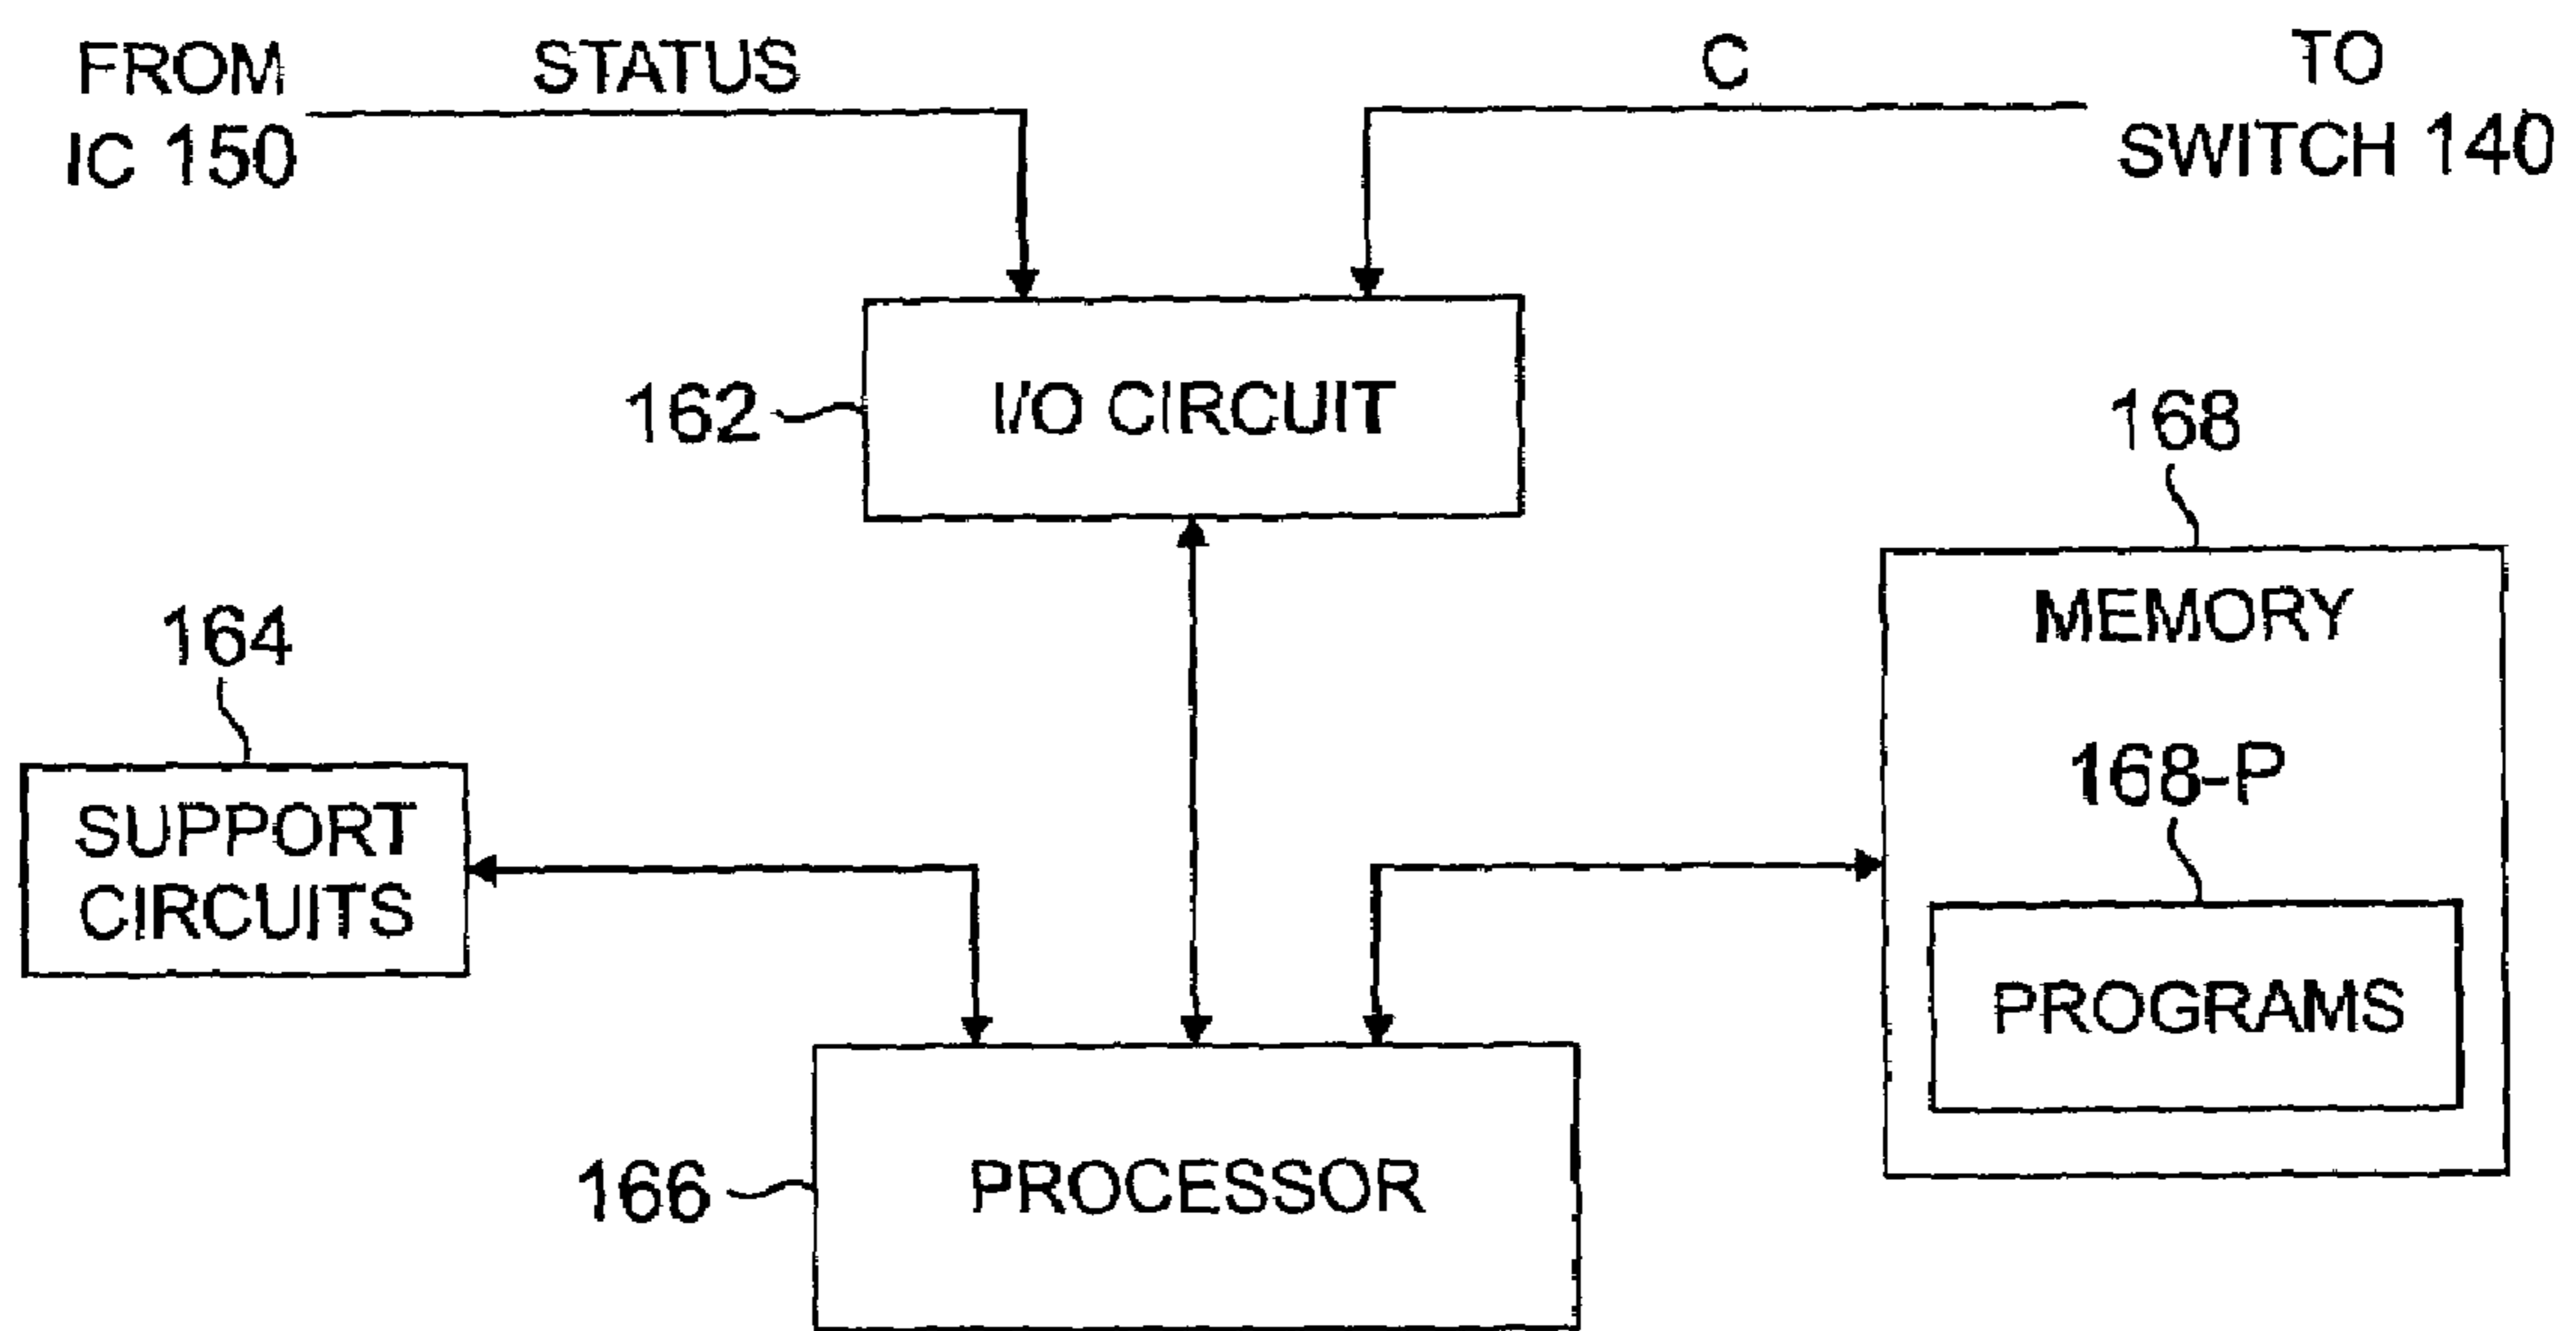 FROM
IC 150
STATUS
C
TO
SWITCH 140
162
I/O CIRCUIT
168
MEMORY
164
168-P
SUPPORT
CIRCUITS
PROGRAMS
166
PROCESSOR